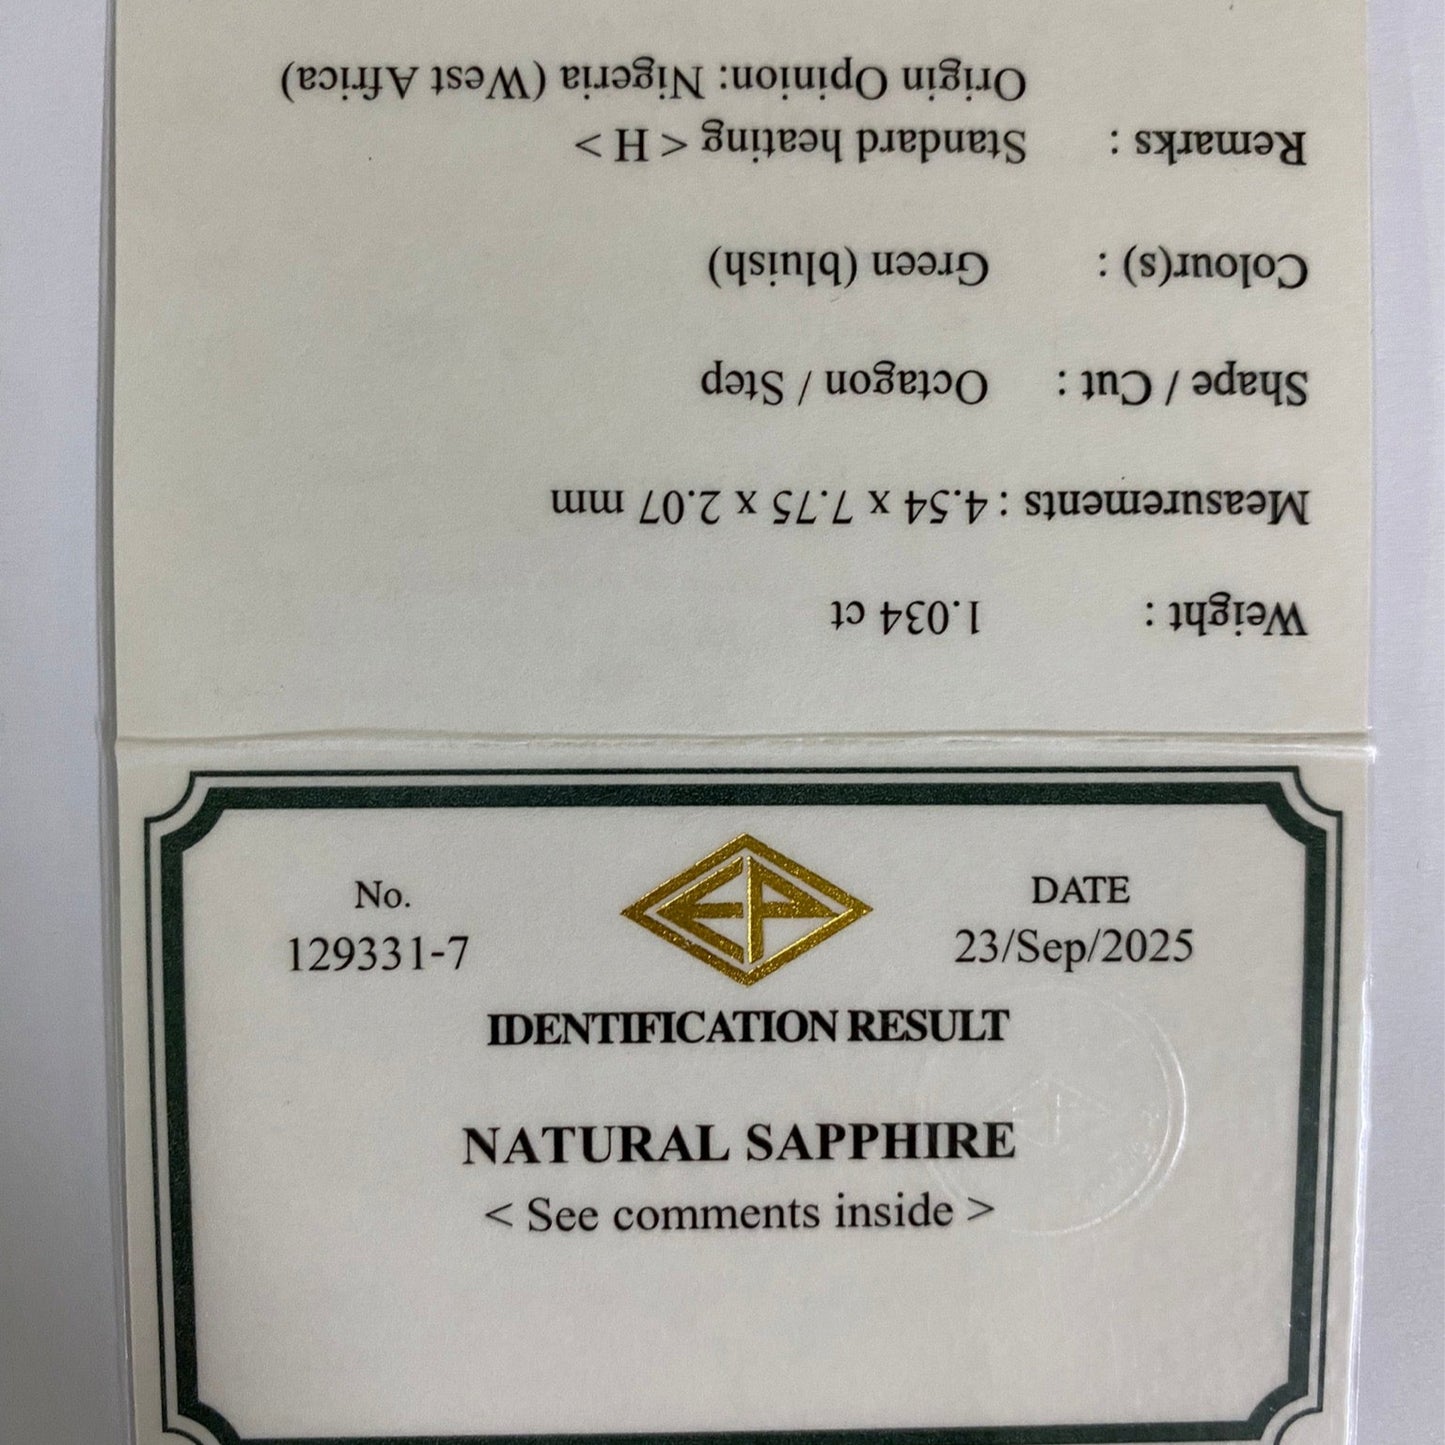 No.
129331-7
EP
DATE
23/Sep/2025
IDENTIFICATION RESULT
NATURAL SAPPHIRE
< See comments inside >
Weight : 1.034 ct
Measurements : 4.54 x 7.75 x 2.07 mm
Shape / Cut : Octagon / Step
Colour(s) : Green (bluish)
Remarks : Standard heating < H >
Origin Opinion: Nigeria (West Africa)